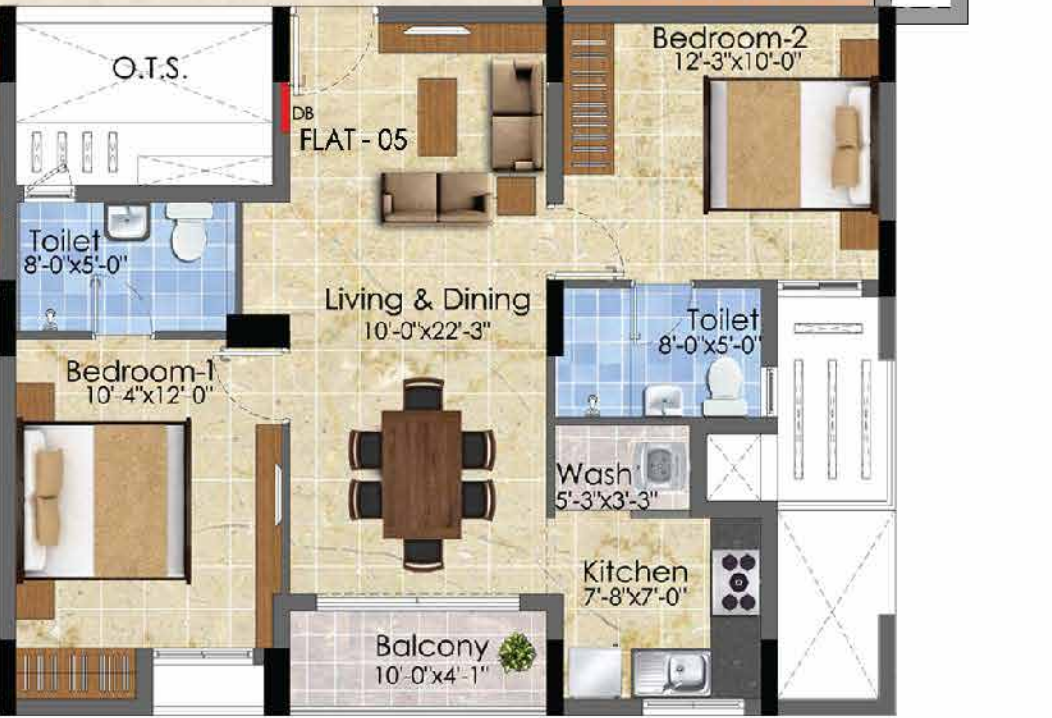 O.T.S.
Bedroom-2
12'-3"x10'-0"
DB
FLAT - 05
Toilet
8'-0"x5'-0"
Living & Dining
10'-0"x22'-3"
Toilet
8'-0"x5'-0"
Bedroom-1
10'-4"x12'-0"
Wash
5'-3"x3'-3"
Kitchen
7'-8"x7'-0"
Balcony
10'-0"x4'-1"